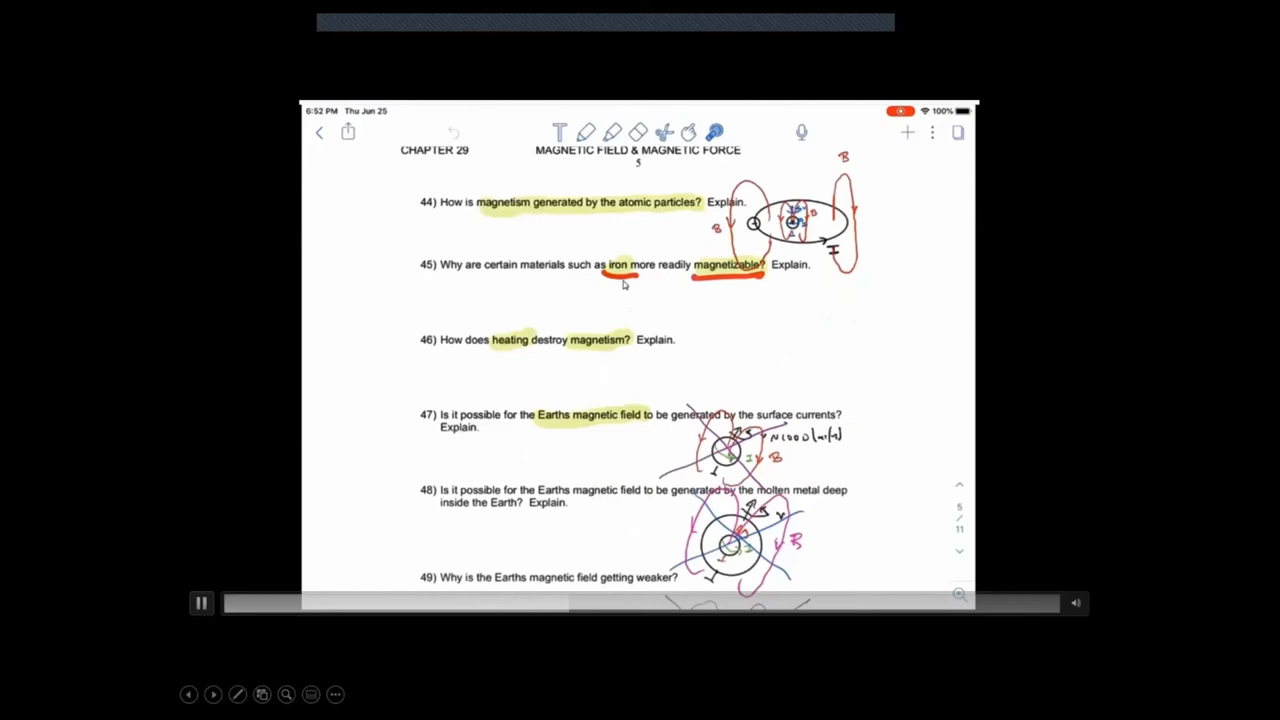 6:52 PM Thu Jun 25
100%
CHAPTER 29 MAGNETIC FIELD & MAGNETIC FORCE
5
B
44) How is magnetism generated by the atomic particles? Explain.
B
B
I
45) Why are certain materials such as iron more readily magnetizable? Explain.
46) How does heating destroy magnetism? Explain.
47) Is it possible for the Earths magnetic field to be generated by the surface currents?
Explain.
I B
48) Is it possible for the Earths magnetic field to be generated by the molten metal deep
inside the Earth? Explain.
B
49) Why is the Earths magnetic field getting weaker?
5
/
11